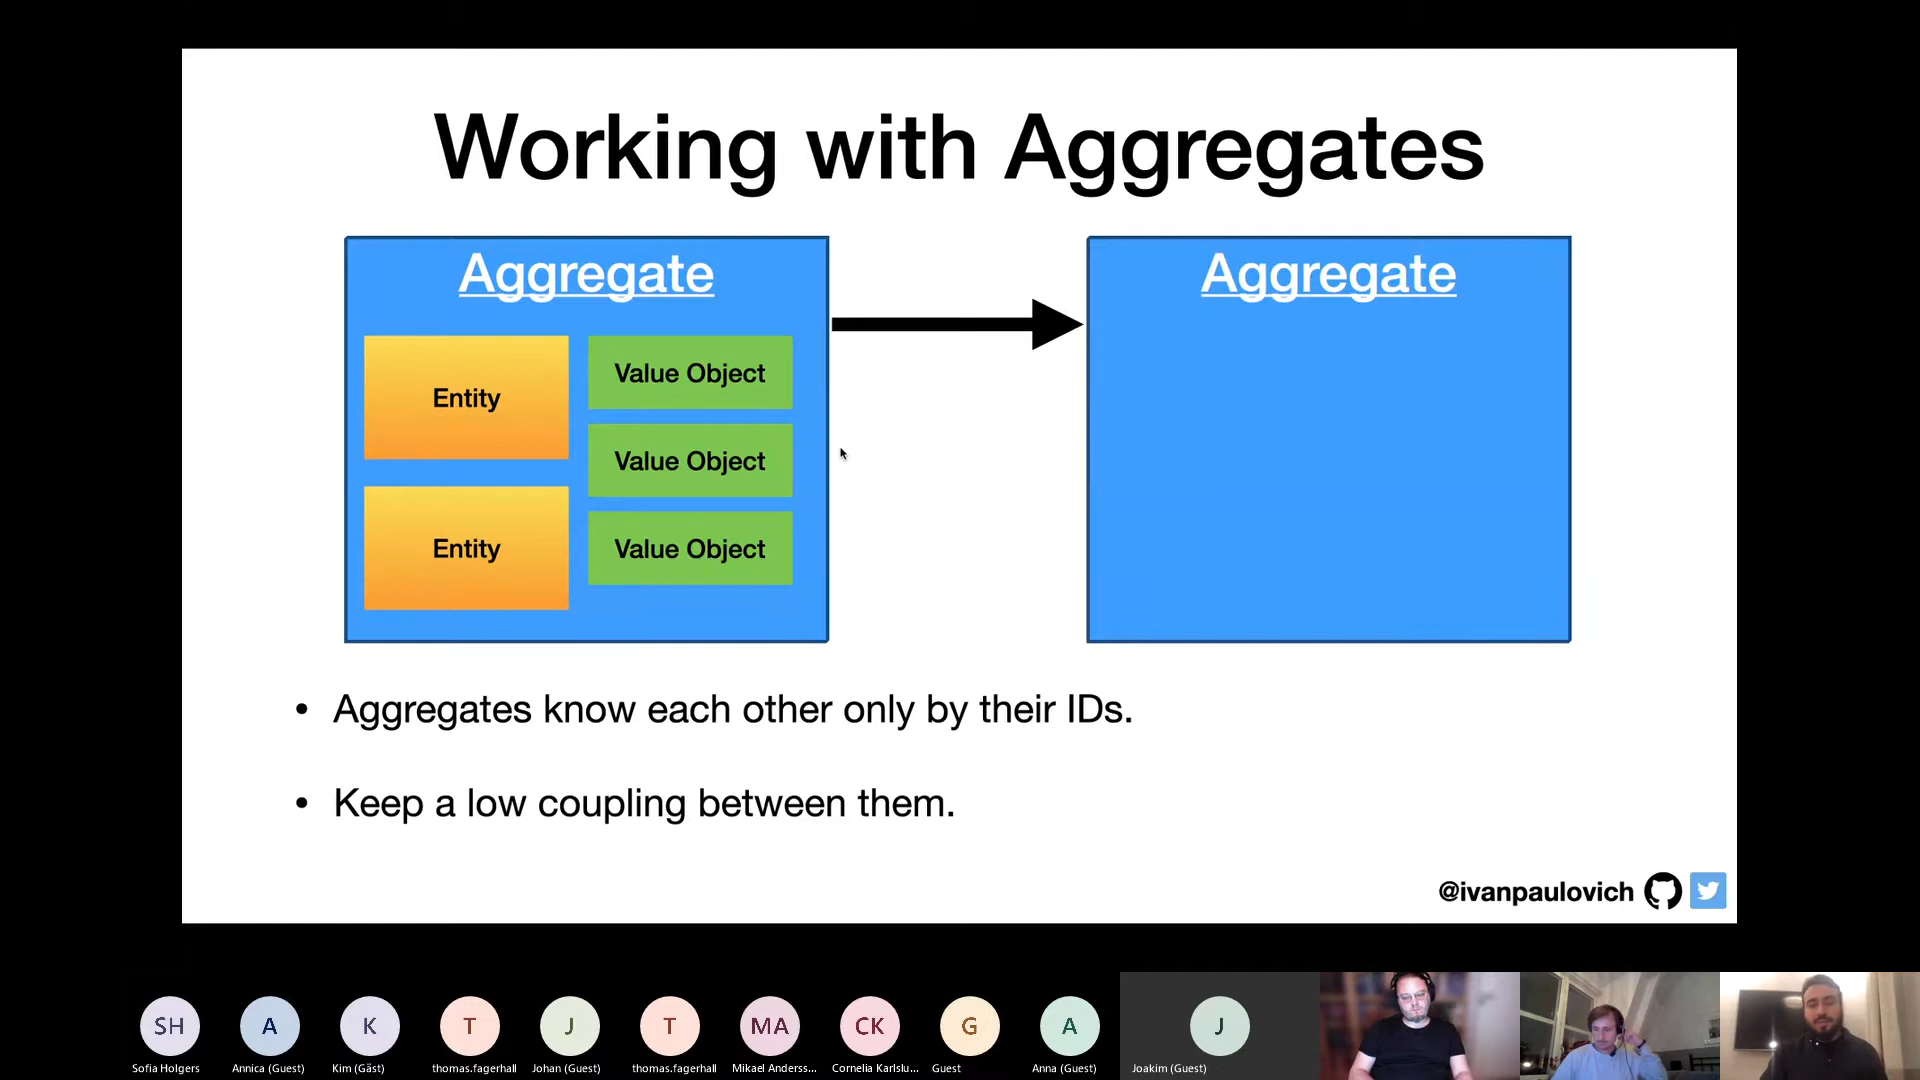 Working with Aggregates
Aggregate
Entity
Entity
Value Object
Value Object
Value Object
Aggregate
• Aggregates know each other only by their IDs.
• Keep a low coupling between them.
@ivanpaulovich
SH
A
K
T
J
T
MA
CK
G
A
J
Sofia Holgers
Annica (Guest)
Kim (Gäst)
thomas.fagerhall
Johan (Guest)
thomas.fagerhall
Mikael Anderss...
Cornelia Karlslu...
Guest
Anna (Guest)
Joakim (Guest)